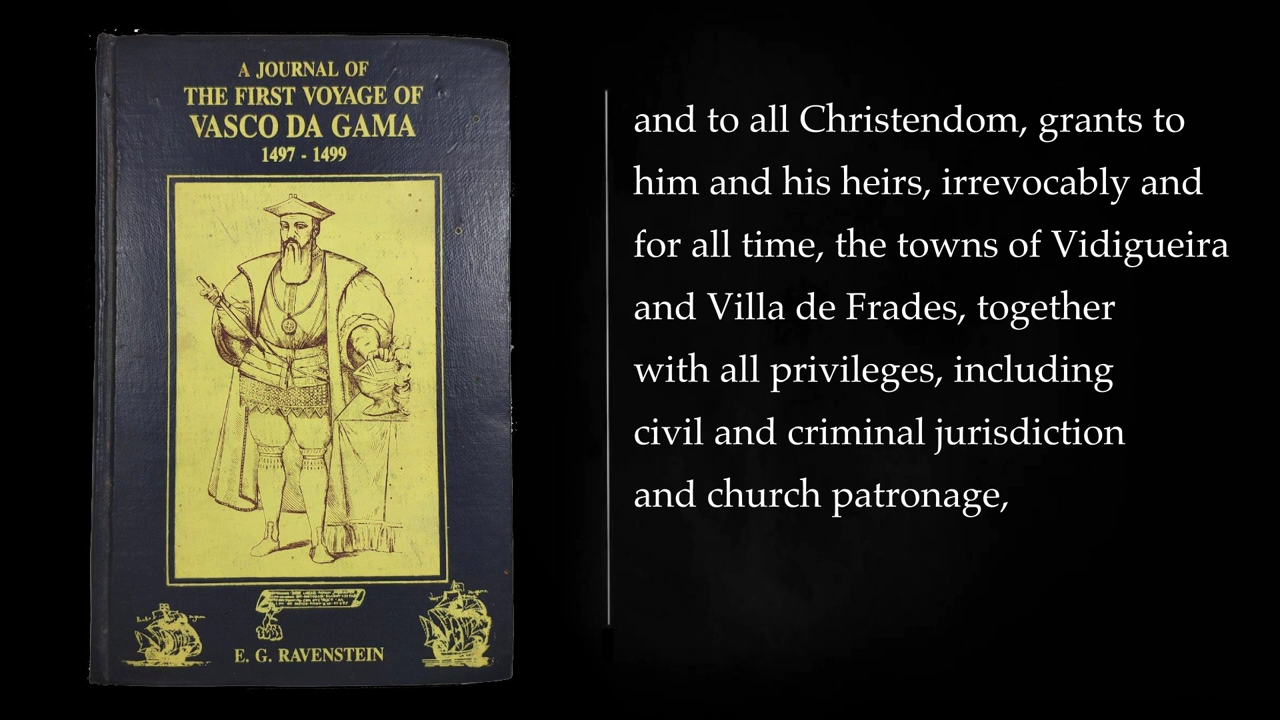 A JOURNAL OF
THE FIRST VOYAGE OF
VASCO DA GAMA
1497 - 1499
E. G. RAVENSTEIN
and to all Christendom, grants to
him and his heirs, irrevocably and
for all time, the towns of Vidigueira
and Villa de Frades, together
with all privileges, including
civil and criminal jurisdiction
and church patronage,